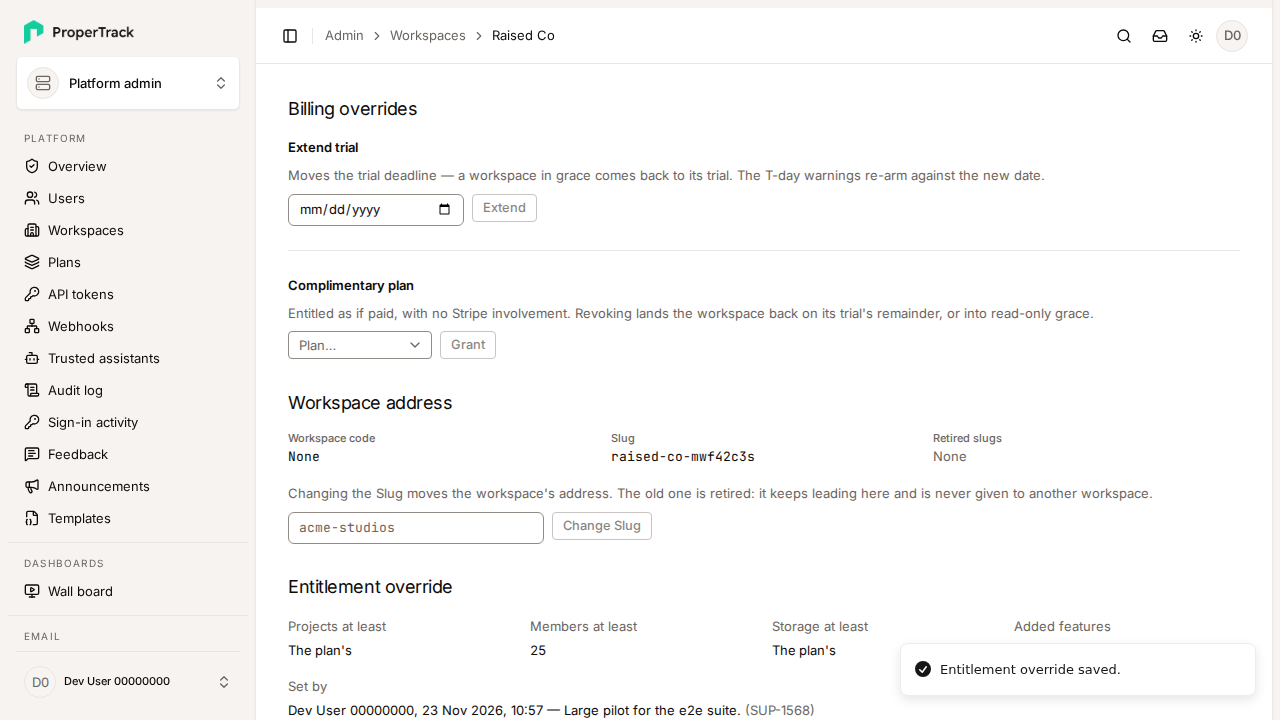 ProperTrack
Platform admin
PLATFORM
Overview
Users
Workspaces
Plans
API tokens
Webhooks
Trusted assistants
Audit log
Sign-in activity
Feedback
Announcements
Templates
DASHBOARDS
Wall board
EMAIL
D0 Dev User 00000000
Admin > Workspaces > Raised Co
D0
Billing overrides
Extend trial
Moves the trial deadline — a workspace in grace comes back to its trial. The T-day warnings re-arm against the new date.
mm/dd/yyyy Extend
Complimentary plan
Entitled as if paid, with no Stripe involvement. Revoking lands the workspace back on its trial's remainder, or into read-only grace.
Plan... Grant
Workspace address
Workspace code Slug Retired slugs
None raised-co-mwf42c3s None
Changing the Slug moves the workspace's address. The old one is retired: it keeps leading here and is never given to another workspace.
acme-studios Change Slug
Entitlement override
Projects at least Members at least Storage at least Added features
The plan's 25 The plan's
Entitlement override saved.
Set by
Dev User 00000000, 23 Nov 2026, 10:57 — Large pilot for the e2e suite. (SUP-1568)